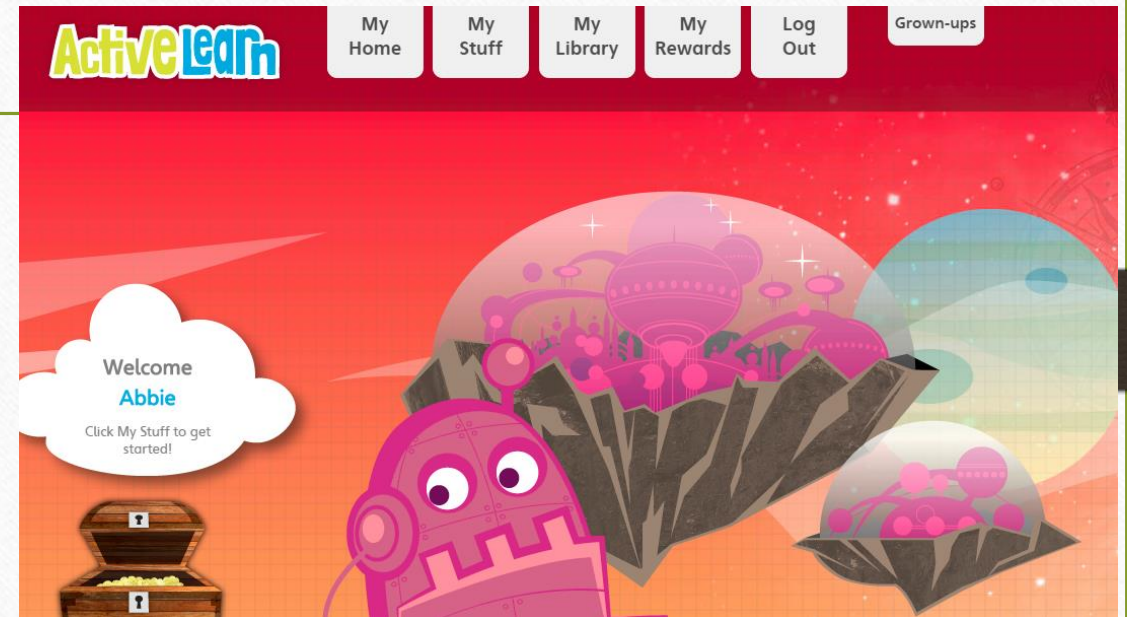 ActiveLearn
My
Home
My
Stuff
My
Library
My
Rewards
Log
Out
Grown-ups
Welcome
Abbie
Click My Stuff to get
started!